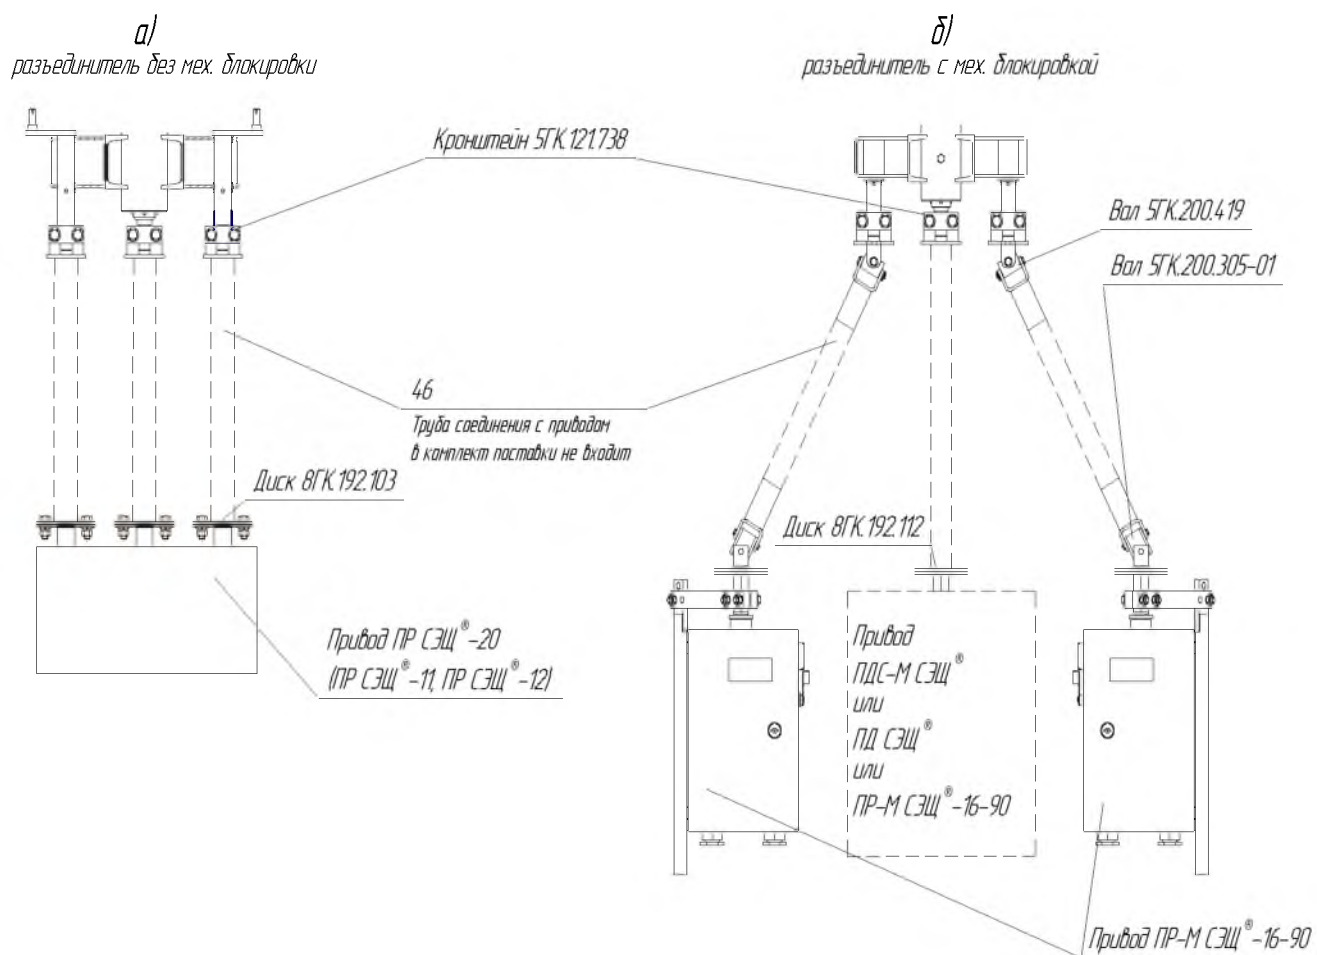 а)
разъединитель без мех. блокировки
б)
разъединитель с мех. блокировкой
Кронштейн 5ГК.121.738
Вал 5ГК.200.419
Вал 5ГК.200.305-01
46
Труба соединения с приводом
в комплект поставки не входит
Диск 8ГК.192.103
Диск 8ГК.192.112
Привод ПР СЭЩ®-20
(ПР СЭЩ®-11, ПР СЭЩ®-12)
Привод
ПДС-М СЭЩ®
или
ПД СЭЩ®
или
ПР-М СЭЩ®-16-90
Привод ПР-М СЭЩ®-16-90